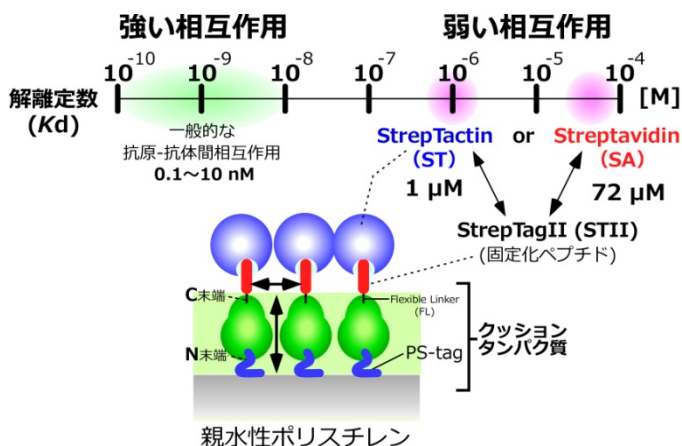 強い相互作用
弱い相互作用
10-10
10-9
10-8
10-7
10-6
10-5
10-4
[M]
解離定数
(Kd)
一般的な
抗原-抗体間相互作用
0.1～10 nM
StrepTactin
(ST)
1 μM
or
Streptavidin
(SA)
72 μM
StrepTagII (STII)
(固定化ペプチド)
C末端
Flexible Linker
(FL)
N末端
PS-tag
クッション
タンパク質
親水性ポリスチレン